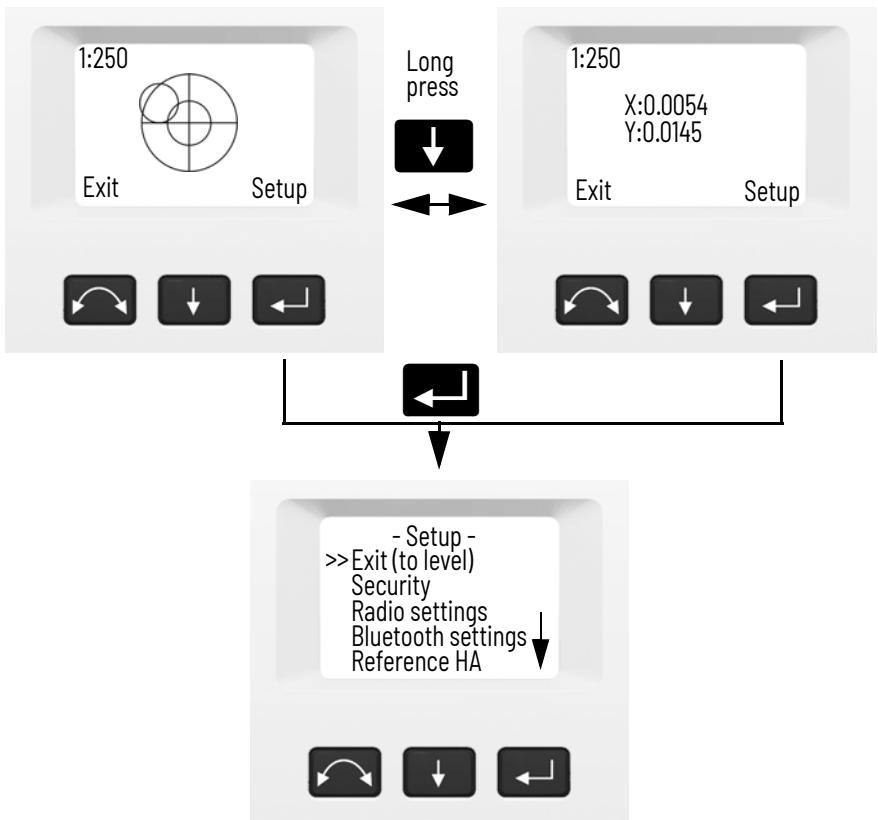 1:250
Exit Setup
Long
press
1:250
X:0.0054
Y:0.0145
Exit Setup
- Setup -
>>Exit (to level)
Security
Radio settings
Bluetooth settings
Reference HA